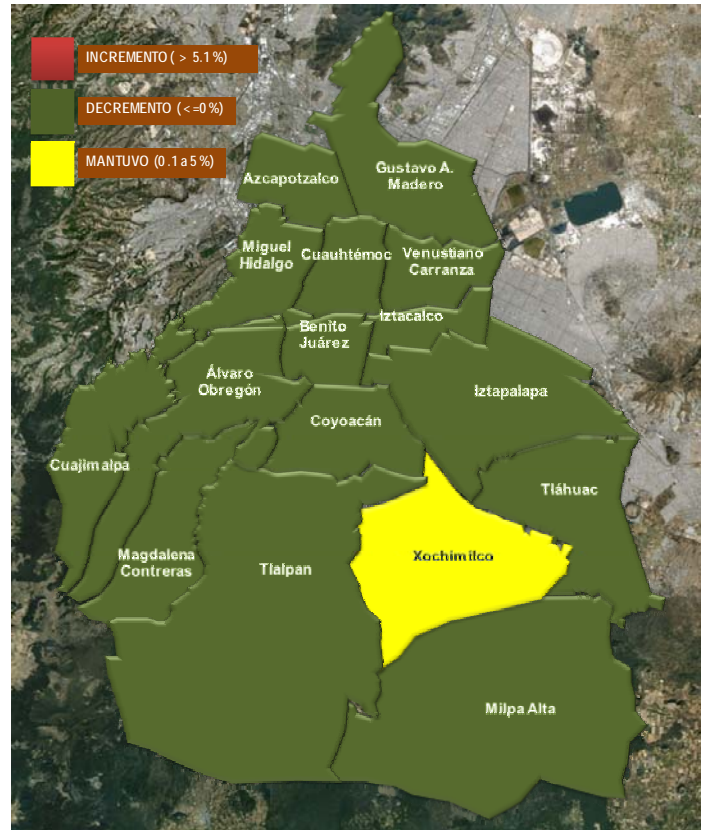 INCREMENTO ( > 5.1%)
DECREMENTO (<=0%)
MANTUVO (0.1 a 5%)
Gustavo A.
Madero
Azcapotzalco
Miguel
Hidalgo
Cuauhtémoc
Venustiano
Carranza
Iztacalco
Benito
Juárez
Álvaro
Obregón
Iztapalapa
Coyoacán
Cuajimalpa
Tláhuac
Magdalena
Contreras
Tlalpan
Xochimilco
Milpa Alta